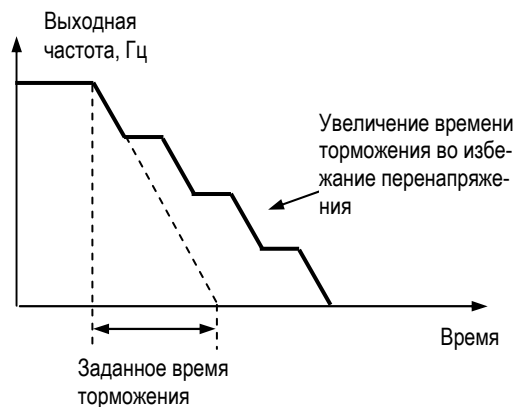 Выходная
частота, Гц
Увеличение времени
торможения во избе-
жание перенапряже-
ния
Время
Заданное время
торможения